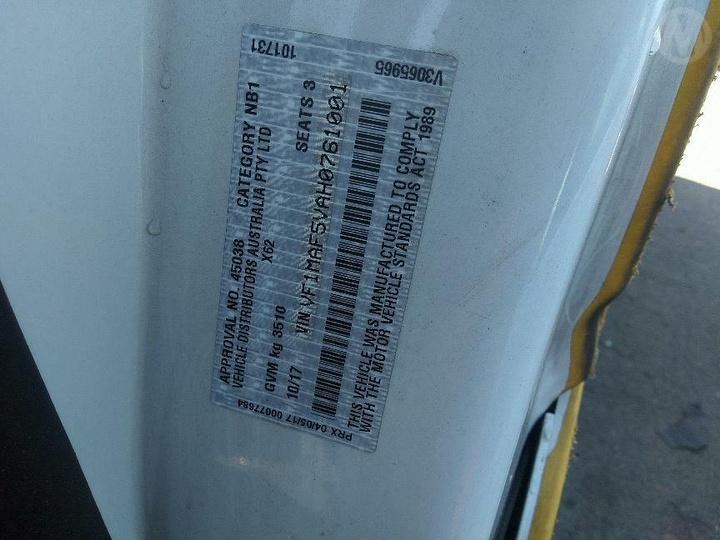 APPROVAL NO. 45038 CATEGORY NB1 101731
VEHICLE DISTRIBUTORS AUSTRALIA PTY LTD
X62
GVM kg 3510 SEATS 3
10/17 VIN VF1MAF5VAH0761001
THIS VEHICLE WAS MANUFACTURED TO COMPLY
WITH THE MOTOR VEHICLE STANDARDS ACT 1989
PRX 04/05/17 00077684 V3065965